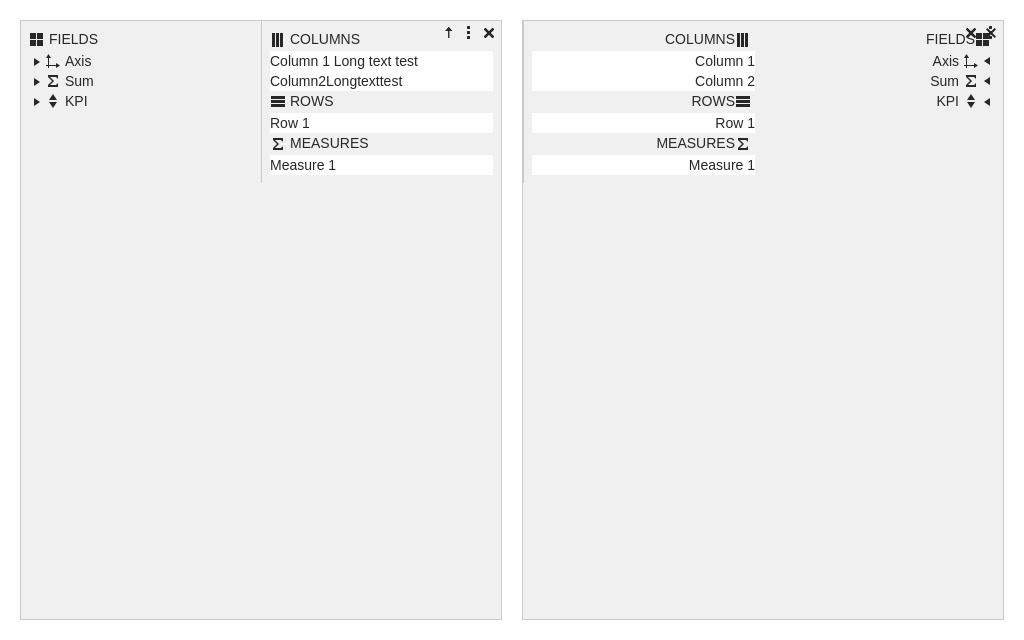 FIELDS
Axis
Sum
KPI
COLUMNS
Column 1 Long text test
Column2Longtexttest
ROWS
Row 1
MEASURES
Measure 1
COLUMNS
Column 1
Column 2
ROWS
Row 1
MEASURES
Measure 1
FIELDS
Axis
Sum
KPI